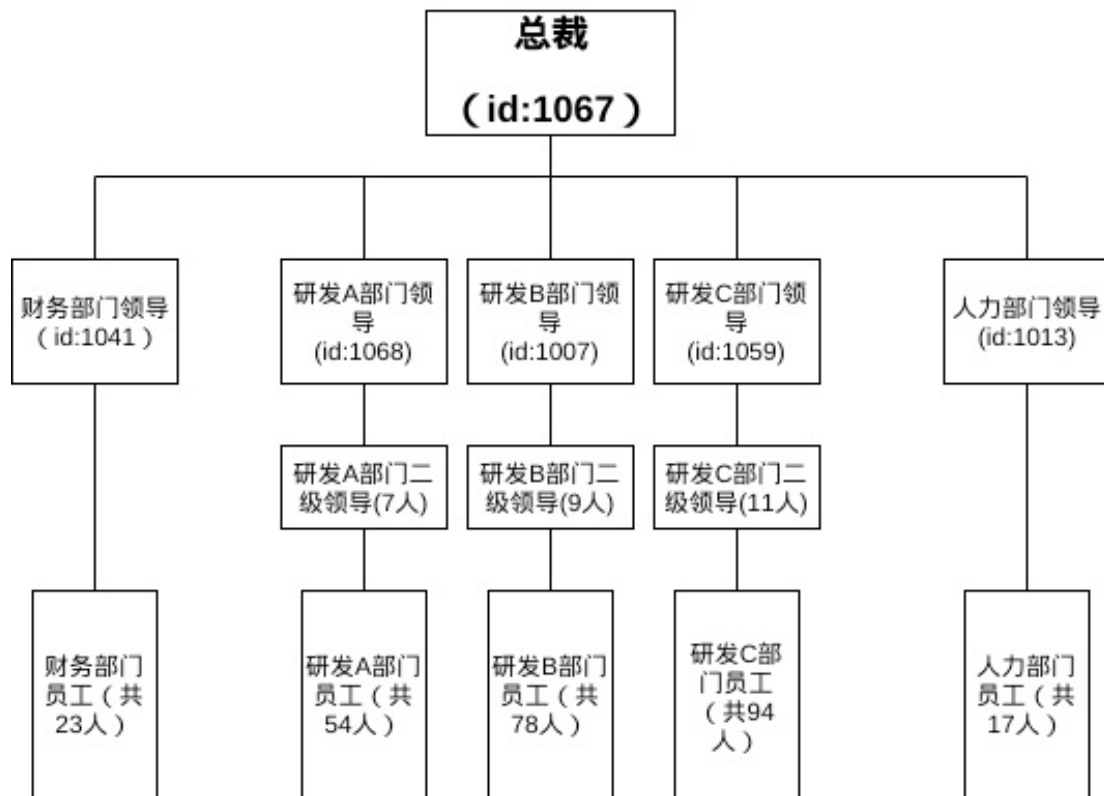 总裁
（id:1067）
财务部门领导
（id:1041）
研发A部门领
导
(id:1068)
研发B部门领
导
(id:1007)
研发C部门领
导
(id:1059)
人力部门领导
(id:1013)
研发A部门二
级领导(7人)
研发B部门二
级领导(9人)
研发C部门二
级领导(11人)
财务部门
员工（共
23人）
研发A部门
员工（共
54人）
研发B部门
员工（共
78人）
研发C部
门员工
（共94
人）
人力部门
员工（共
17人）